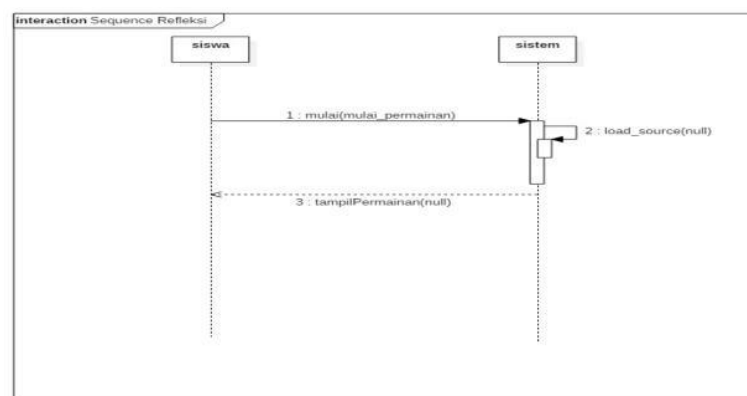 interaction Sequence Refleksi
siswa
sistem
1 : mulai(mulai_permainan)
2 : load_source(null)
3 : tampilPermainan(null)